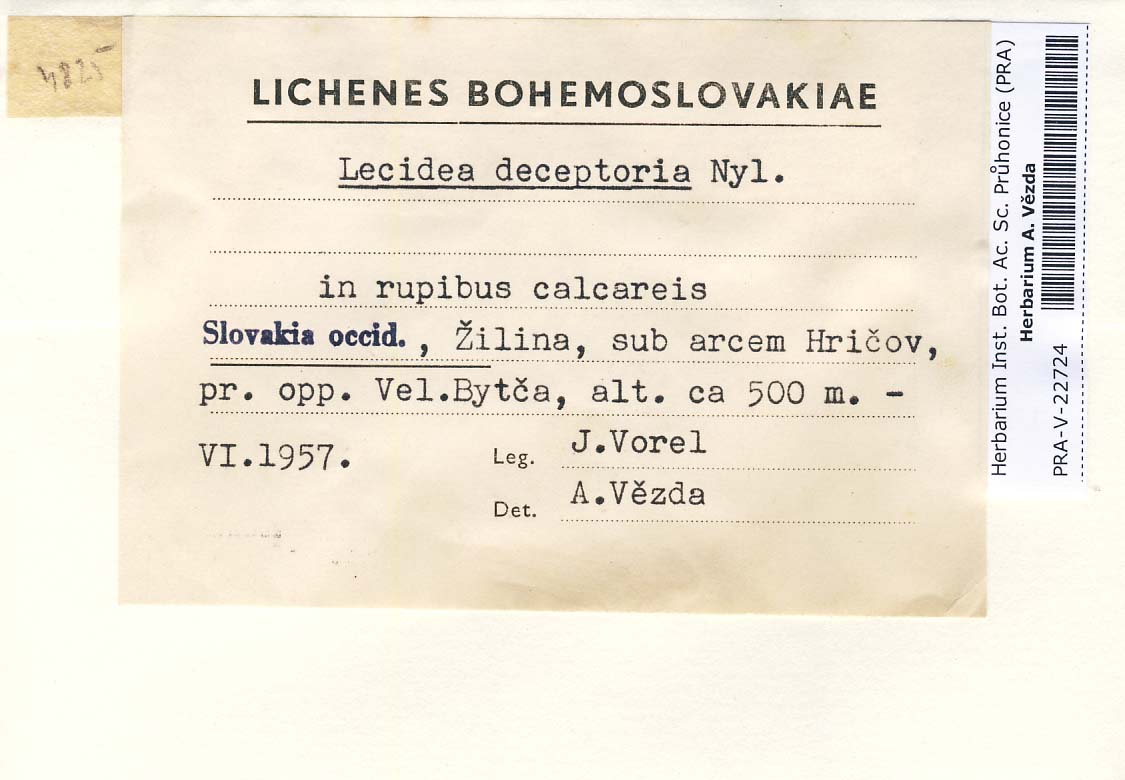 4825
LICHENES BOHEMOSLOVAKIAE
Lecidea deceptoria Nyl.
in rupibus calcareis
Slovakia occid., Žilina, sub arcem Hričov,
pr. opp. Vel.Bytča, alt. ca 500 m. -
VI.1957.
Leg. J.Vorel
Det. A.Vězda
Herbarium Inst. Bot. Ac. Sc. Průhonice (PRA)
Herbarium A. Vězda
PRA-V-22724